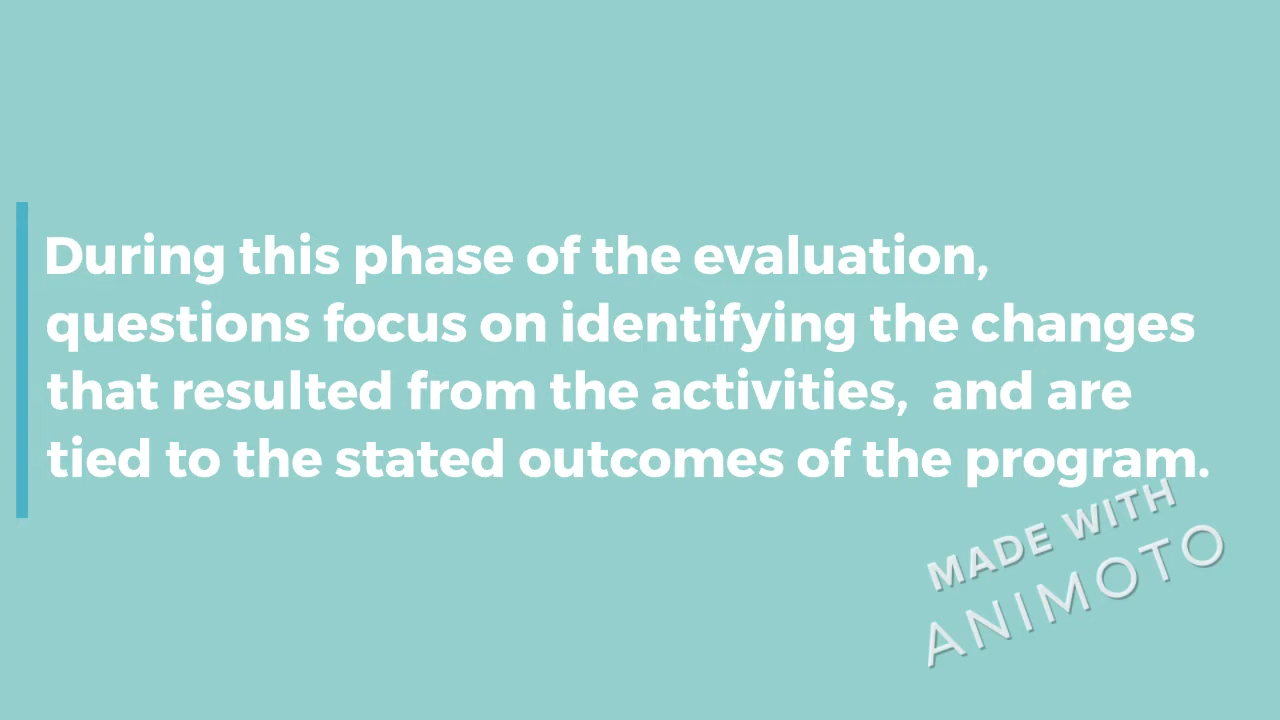 During this phase of the evaluation,
questions focus on identifying the changes
that resulted from the activities,  and are
tied to the stated outcomes of the program.
MADE WITH
ANIMOTO